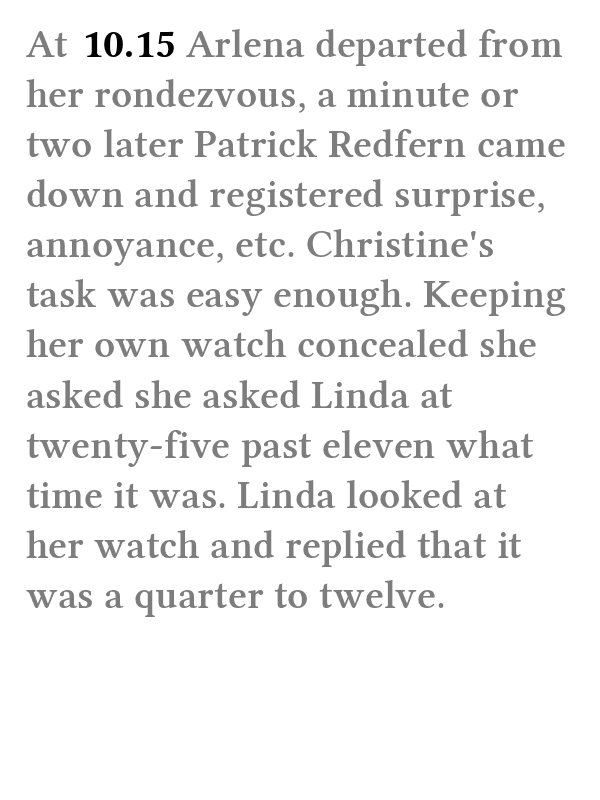 At 10.15 Arlena departed from
her rondezvous, a minute or
two later Patrick Redfern came
down and registered surprise,
annoyance, etc. Christine's
task was easy enough. Keeping
her own watch concealed she
asked she asked Linda at
twenty-five past eleven what
time it was. Linda looked at
her watch and replied that it
was a quarter to twelve.